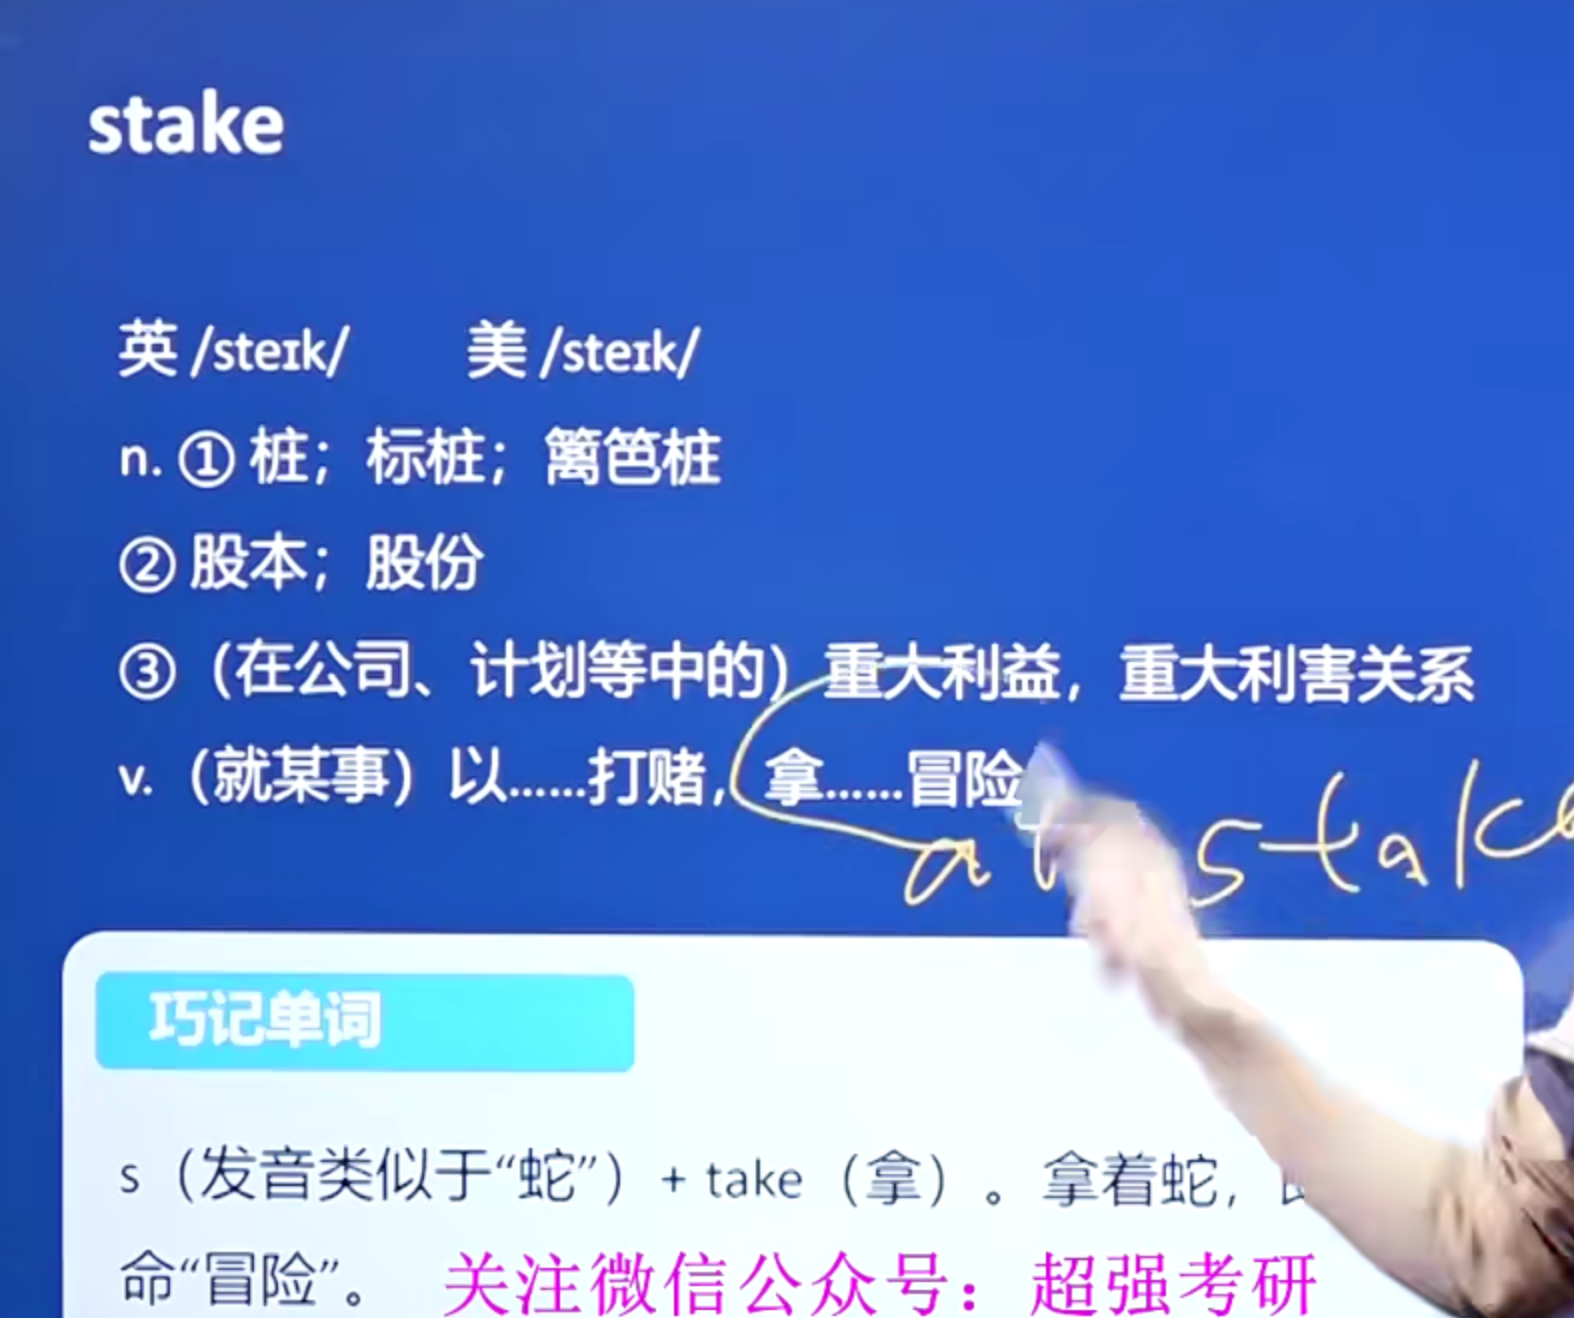 stake
英 /steɪk/ 美 /steɪk/
n. ① 桩；标桩；篱笆桩
② 股本；股份
③（在公司、计划等中的）重大利益，重大利害关系
v.（就某事）以……打赌，拿……冒险
at stake
巧记单词
s（发音类似于“蛇”）+ take（拿）。拿着蛇，
命“冒险”。
关注微信公众号：超强考研